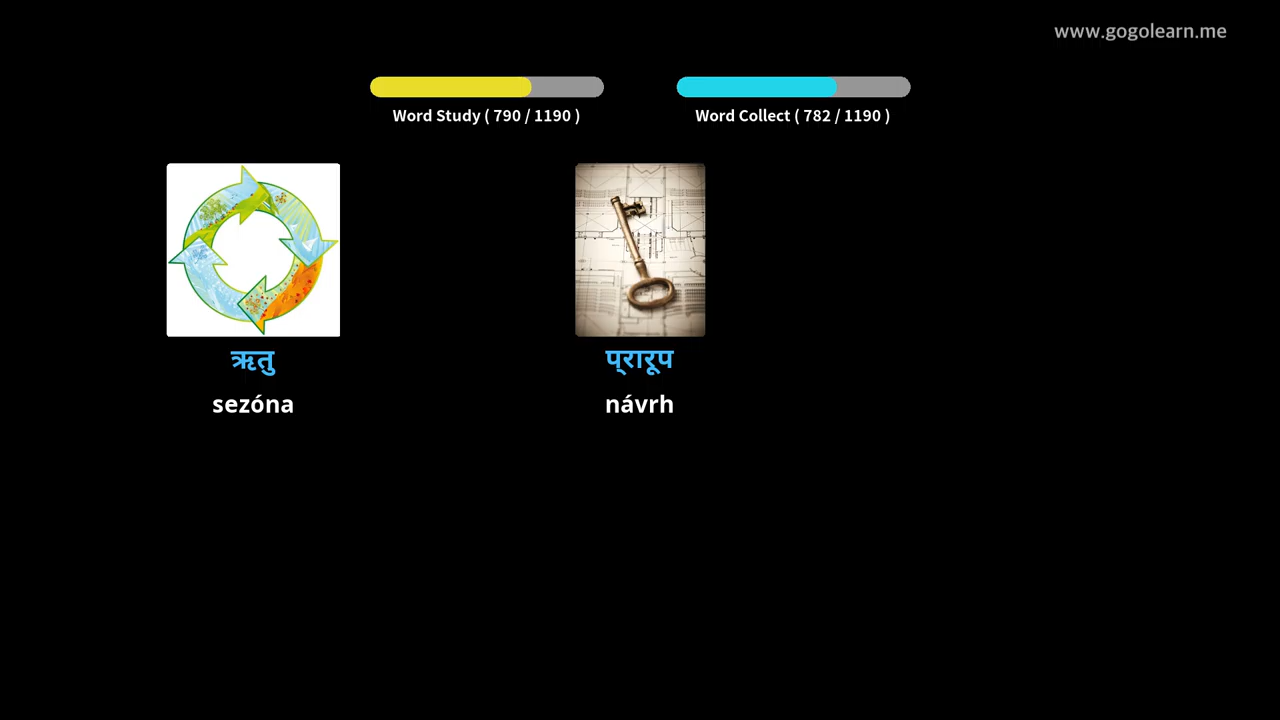 www.gogolearn.me
Word Study ( 790 / 1190 )
Word Collect ( 782 / 1190 )
ऋतु
sezóna
प्रारूप
návrh